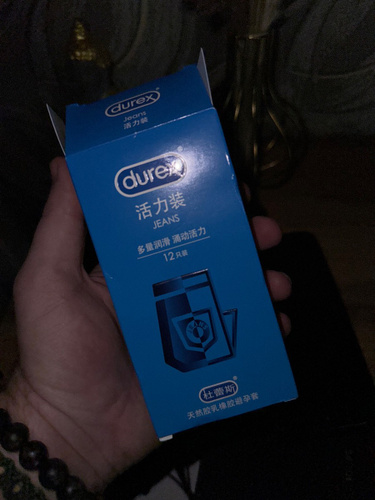 durex
Jeans
活力装
durex
活力装
JEANS
多量润滑 涌动活力
12只装
杜蕾斯
天然胶乳橡胶避孕套